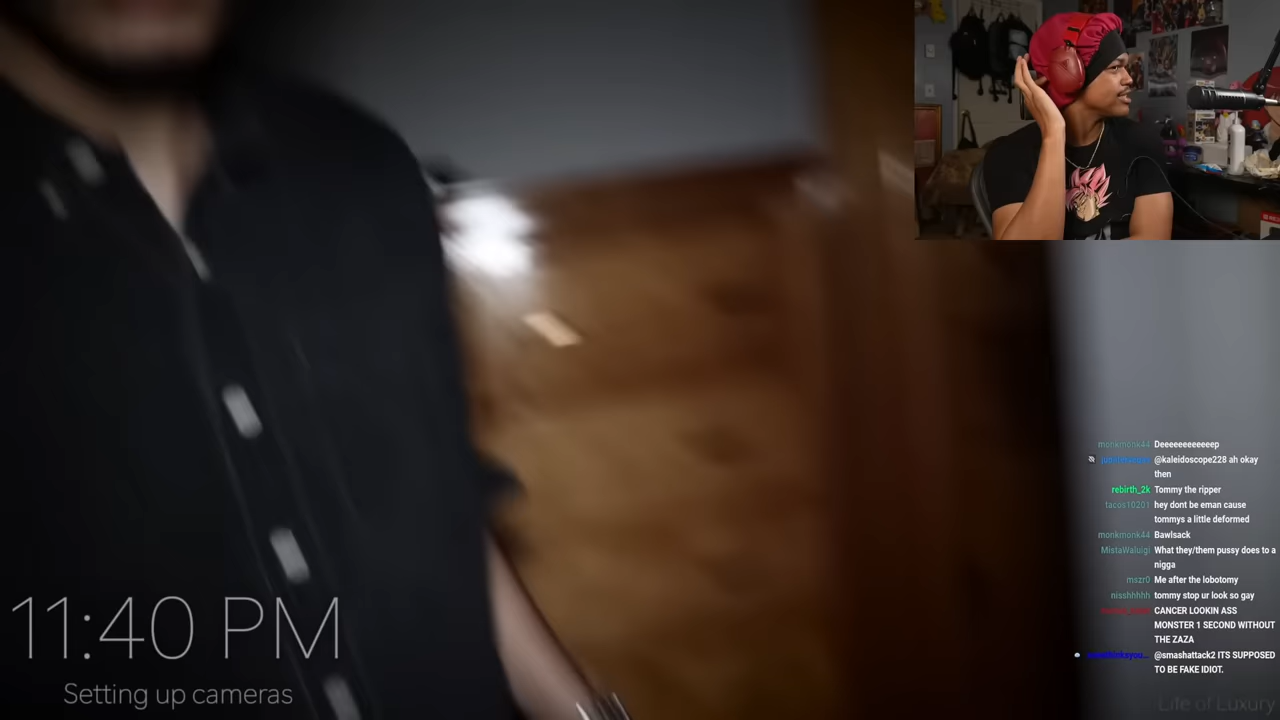 monkmonk44 Deeeeeeeeeeep
@kaleidoscope228 ah okay
then
rebirth_2k Tommy the ripper
tacos10201 hey dont be eman cause
tommys a little deformed
monkmonk44 Bawlsack
MistaWaluigi What they/them pussy does to a
nigga
mszr0 Me after the lobotomy
nisshhhhh tommy stop ur look so gay
CANCER LOOKIN ASS
MONSTER 1 SECOND WITHOUT
THE ZAZA
@smashattack2 ITS SUPPOSED
TO BE FAKE IDIOT.
11:40 PM
Setting up cameras
Life of Luxury